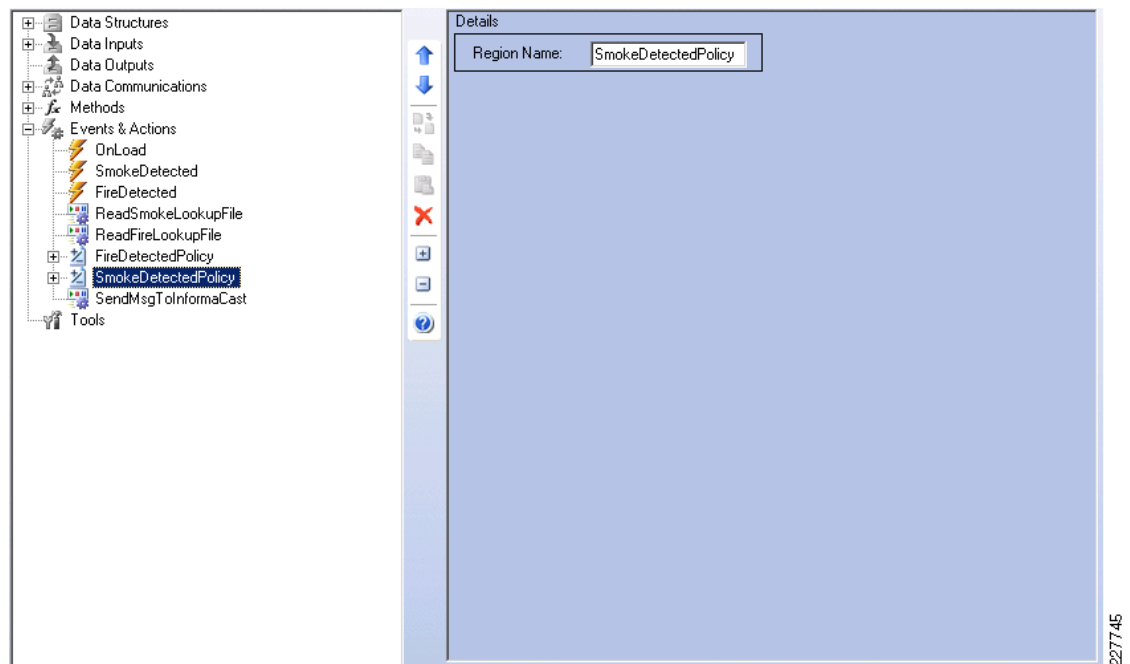 Data Structures
Data Inputs
Data Outputs
Data Communications
Methods
Events & Actions
OnLoad
SmokeDetected
FireDetected
ReadSmokeLookupFile
ReadFireLookupFile
FireDetectedPolicy
SmokeDetectedPolicy
SendMsgToInformaCast
Tools
Details
Region Name: SmokeDetectedPolicy
227745